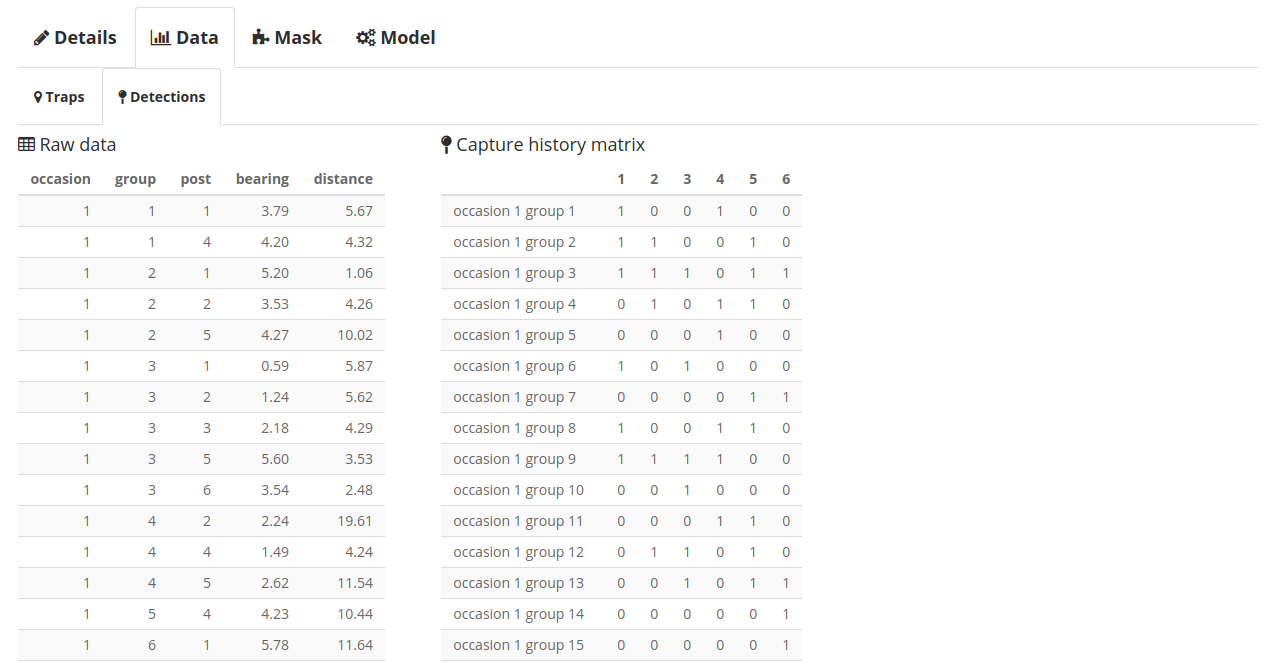 Details Data Mask Model
Traps Detections
Raw data
occasion group post bearing distance
1 1 1 3.79 5.67
1 1 4 4.20 4.32
1 2 1 5.20 1.06
1 2 2 3.53 4.26
1 2 5 4.27 10.02
1 3 1 0.59 5.87
1 3 2 1.24 5.62
1 3 3 2.18 4.29
1 3 5 5.60 3.53
1 3 6 3.54 2.48
1 4 2 2.24 19.61
1 4 4 1.49 4.24
1 4 5 2.62 11.54
1 5 4 4.23 10.44
1 6 1 5.78 11.64
Capture history matrix
1 2 3 4 5 6
occasion 1 group 1 1 0 0 1 0 0
occasion 1 group 2 1 1 0 0 1 0
occasion 1 group 3 1 1 1 0 1 1
occasion 1 group 4 0 1 0 1 1 0
occasion 1 group 5 0 0 0 1 0 0
occasion 1 group 6 1 0 1 0 0 0
occasion 1 group 7 0 0 0 0 1 1
occasion 1 group 8 1 0 0 1 1 0
occasion 1 group 9 1 1 1 1 0 0
occasion 1 group 10 0 0 1 0 0 0
occasion 1 group 11 0 0 0 1 1 0
occasion 1 group 12 0 1 1 0 1 0
occasion 1 group 13 0 0 1 0 1 1
occasion 1 group 14 0 0 0 0 0 1
occasion 1 group 15 0 0 0 0 0 1